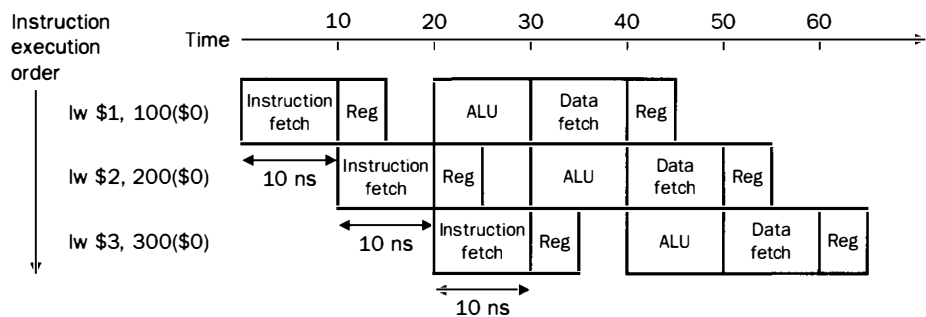 Instruction
execution
order
Time
10
20
30
40
50
60
lw $1, 100($0)
Instruction
fetch
Reg
ALU
Data
fetch
Reg
lw $2, 200($0)
10 ns
Instruction
fetch
Reg
ALU
Data
fetch
Reg
lw $3, 300($0)
10 ns
Instruction
fetch
Reg
ALU
Data
fetch
Reg
10 ns